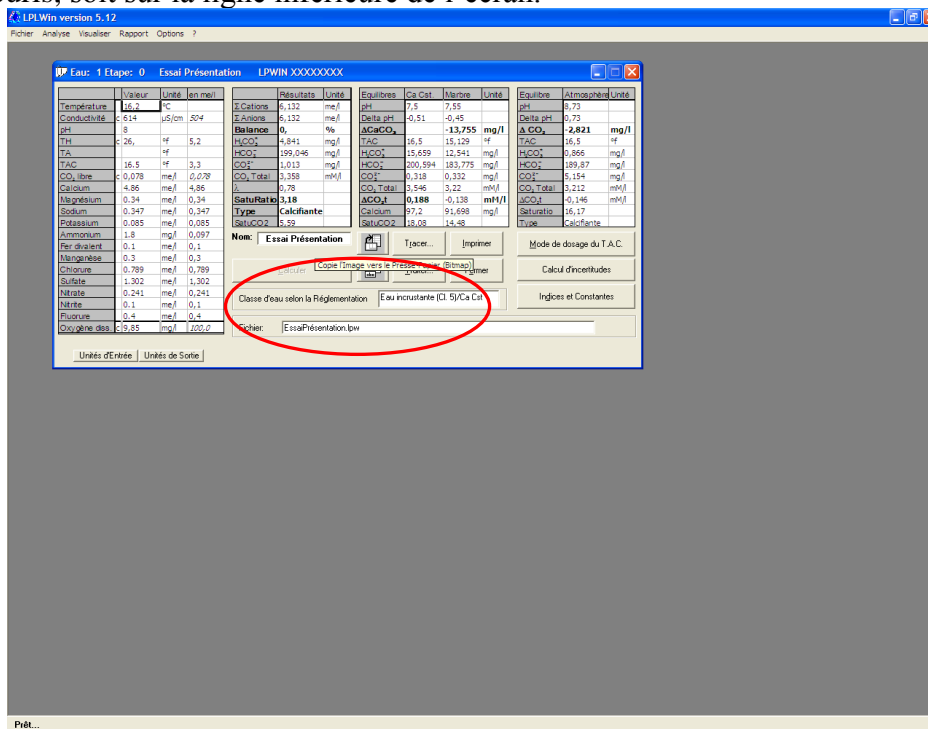 ouris, soit sur la ligne inférieure de l'écran.
LPLWin version 5.12
Fichier Analyse Visualiser Rapport Options ?
Eau: 1 Etape: 0 Essai Présentation LPWIN XXXXXXXX
Valeur Unité en me/l
Température 16,2 °C
Conductivité c 614 µS/cm 504
pH 8
TH c 26, °f 5,2
TA °f
TAC 16.5 °f 3,3
CO₂ libre c 0,078 me/l 0,078
Calcium 4.86 me/l 4,86
Magnésium 0.34 me/l 0,34
Sodium 0.347 me/l 0,347
Potassium 0.085 me/l 0,085
Ammonium 1.8 mg/l 0,097
Fer divalent 0.1 me/l 0,1
Manganèse 0.3 me/l 0,3
Chlorure 0.789 me/l 0,789
Sulfate 1.302 me/l 1,302
Nitrate 0.241 me/l 0,241
Nitrite 0.1 me/l 0,1
Fluorure 0.4 me/l 0,4
Oxygène diss. c 9,85 mg/l 100,0
Unités d'Entrée Unités de Sortie
Résultats Unité
Σ Cations 6,132 me/l
Σ Anions 6,132 me/l
Balance 0, %
H₂CO₃* 4,841 mg/l
HCO₃⁻ 199,046 mg/l
CO₃²⁻ 1,013 mg/l
CO₂ Total 3,358 mM/l
λ 0,78
SatuRatio 3,18
Type Calcifiante
SatuCO2 5,59
Equilibres Ca Cst. Marbre Unité
pH 7,5 7,55
Delta pH -0,51 -0,45
ΔCaCO₃ -13,755 mg/l
TAC 16,5 15,129 °f
H₂CO₃* 15,659 12,541 mg/l
HCO₃⁻ 200,594 183,775 mg/l
CO₃²⁻ 0,318 0,332 mg/l
CO₂ Total 3,546 3,22 mM/l
ΔCO₂t 0,188 -0,138 mM/l
Calcium 97,2 91,698 mg/l
SatuCO2 18,08 14,48
Equilibre Atmosphère Unité
pH 8,73
Delta pH 0,73
Δ CO₂ -2,821 mg/l
TAC 16,5 °f
H₂CO₃* 0,866 mg/l
HCO₃⁻ 189,87 mg/l
CO₃²⁻ 5,154 mg/l
CO₂ Total 3,212 mM/l
ΔCO₂t -0,146 mM/l
Saturatio 16,17
Type Calcifiante
Nom: Essai Présentation Tracer... Imprimer Mode de dosage du T.A.C.
Copie l'Image vers le Presse Papier (Bitmap)
Calculer Calcul d'incertitudes
Classe d'eau selon la Réglementation Eau incrustante (Cl. 5)/Ca Cst Indices et Constantes
Fichier: EssaiPrésentation.lpw
Prêt...